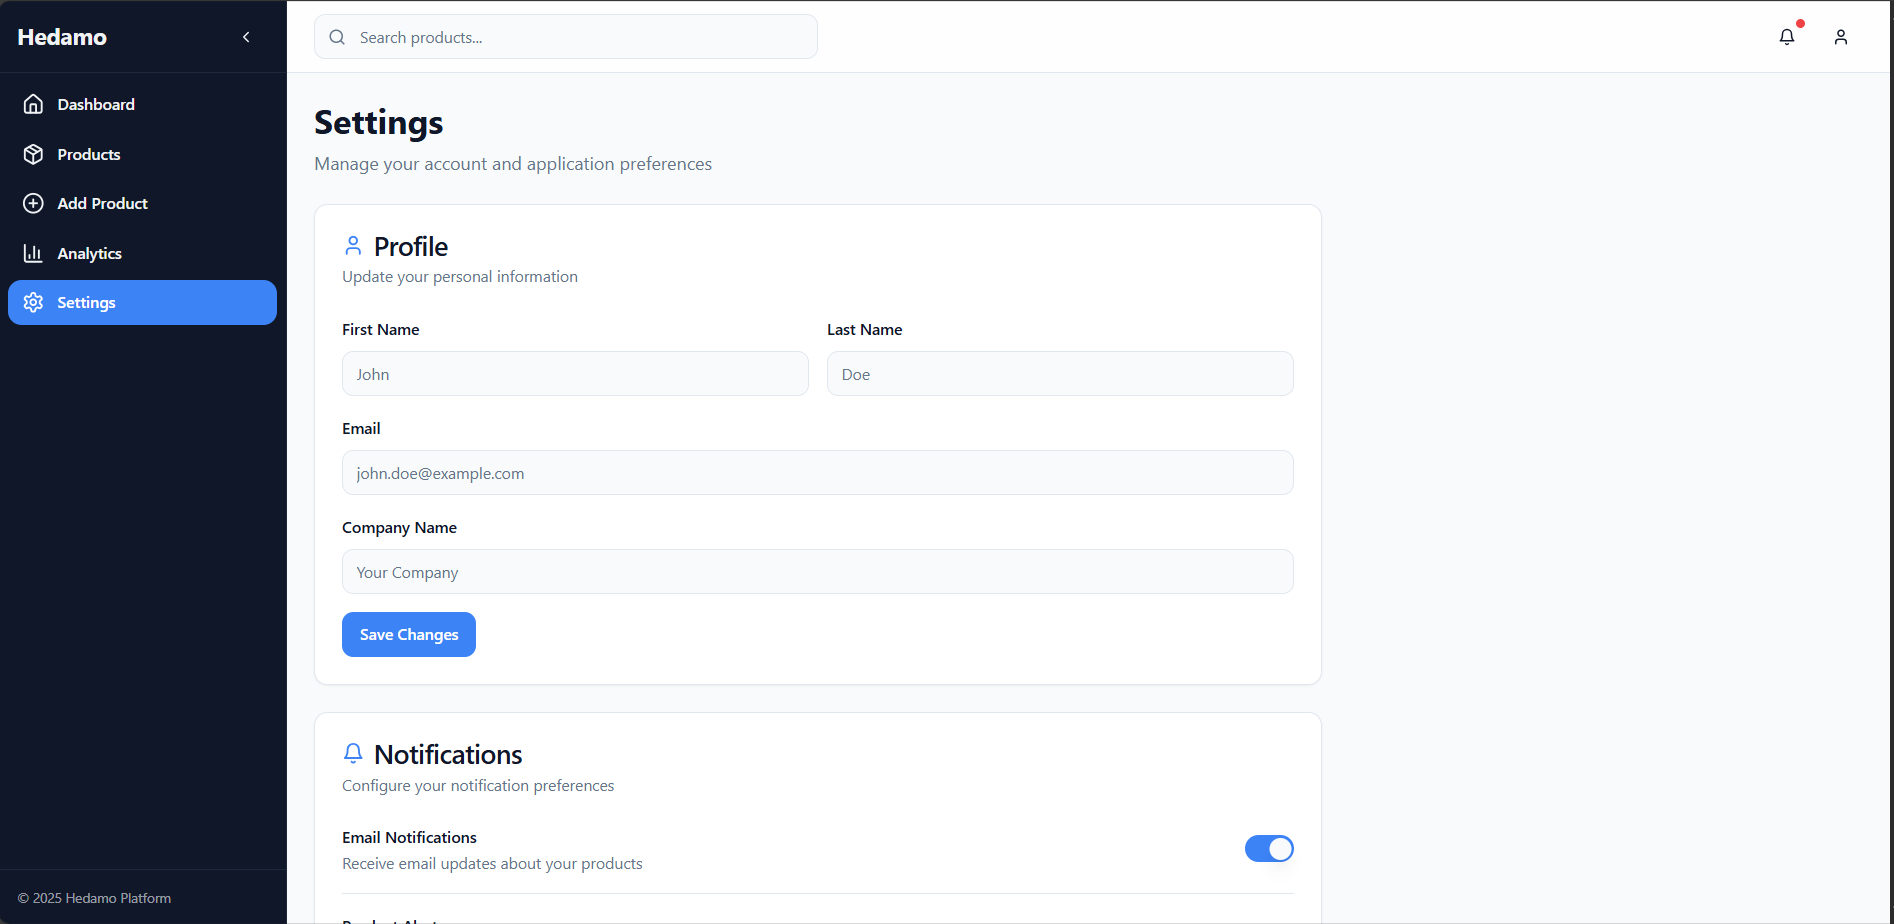 Hedamo
Search products...
Dashboard
Products
Add Product
Analytics
Settings
© 2025 Hedamo Platform
Settings
Manage your account and application preferences
Profile
Update your personal information
First Name
Last Name
John
Doe
Email
john.doe@example.com
Company Name
Your Company
Save Changes
Notifications
Configure your notification preferences
Email Notifications
Receive email updates about your products